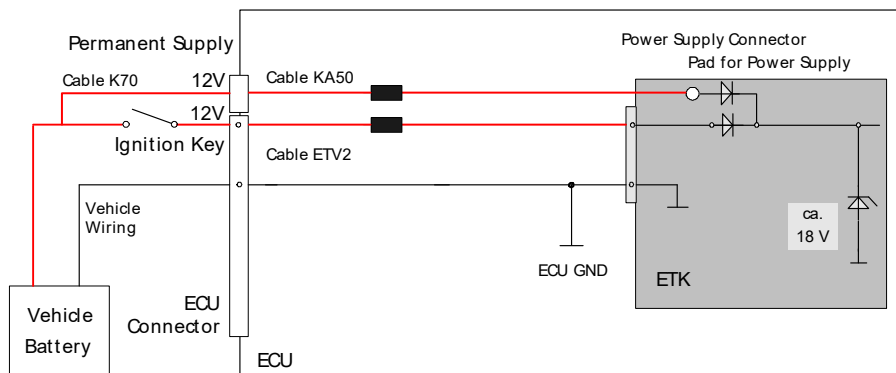 Permanent Supply
Power Supply Connector
Pad for Power Supply
Cable K70
12V
Cable KA50
12V
Ignition Key
Cable ETV2
Vehicle
Wiring
ca.
18 V
ECU GND
ETK
ECU
Connector
Vehicle
Battery
ECU